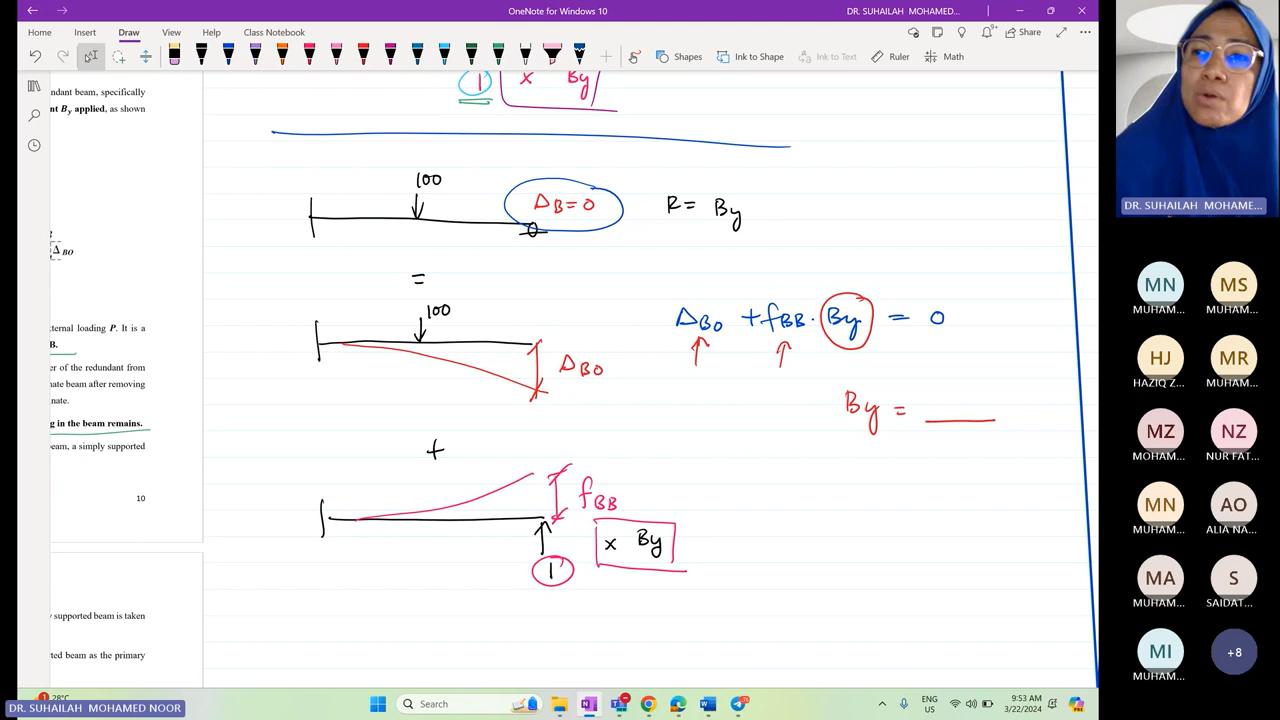 OneNote for Windows 10
DR. SUHAILAH MOHAMED...
Home Insert Draw View Help Class Notebook
Share
Shapes Ink to Shape Ink to Text Ruler Math
1 x By
ndant beam, specifically
nt By applied, as shown
100
ΔB=0
R= By
Δ BO
=
100
ΔBO
ΔBO +fBB. By = 0
xternal loading P. It is a
B.
er of the redundant from
nate beam after removing
nate.
g in the beam remains.
beam, a simply supported
By =
+
10
fBB
x By
1
y supported beam is taken
ted beam as the primary
DR. SUHAILAH MOHAME...
MN
MUHAM...
MS
MUHAM...
HJ
HAZIQ Z...
MR
MUHAM...
MZ
MOHAM...
NZ
NUR FAT...
MN
MUHAM...
AO
ALIA NA...
MA
MUHAM...
S
SAIDAT...
MI
MUHAM...
+8
1
28°C
DR. SUHAILAH MOHAMED NOOR
Search
ENG
US
9:53 AM
3/22/2024